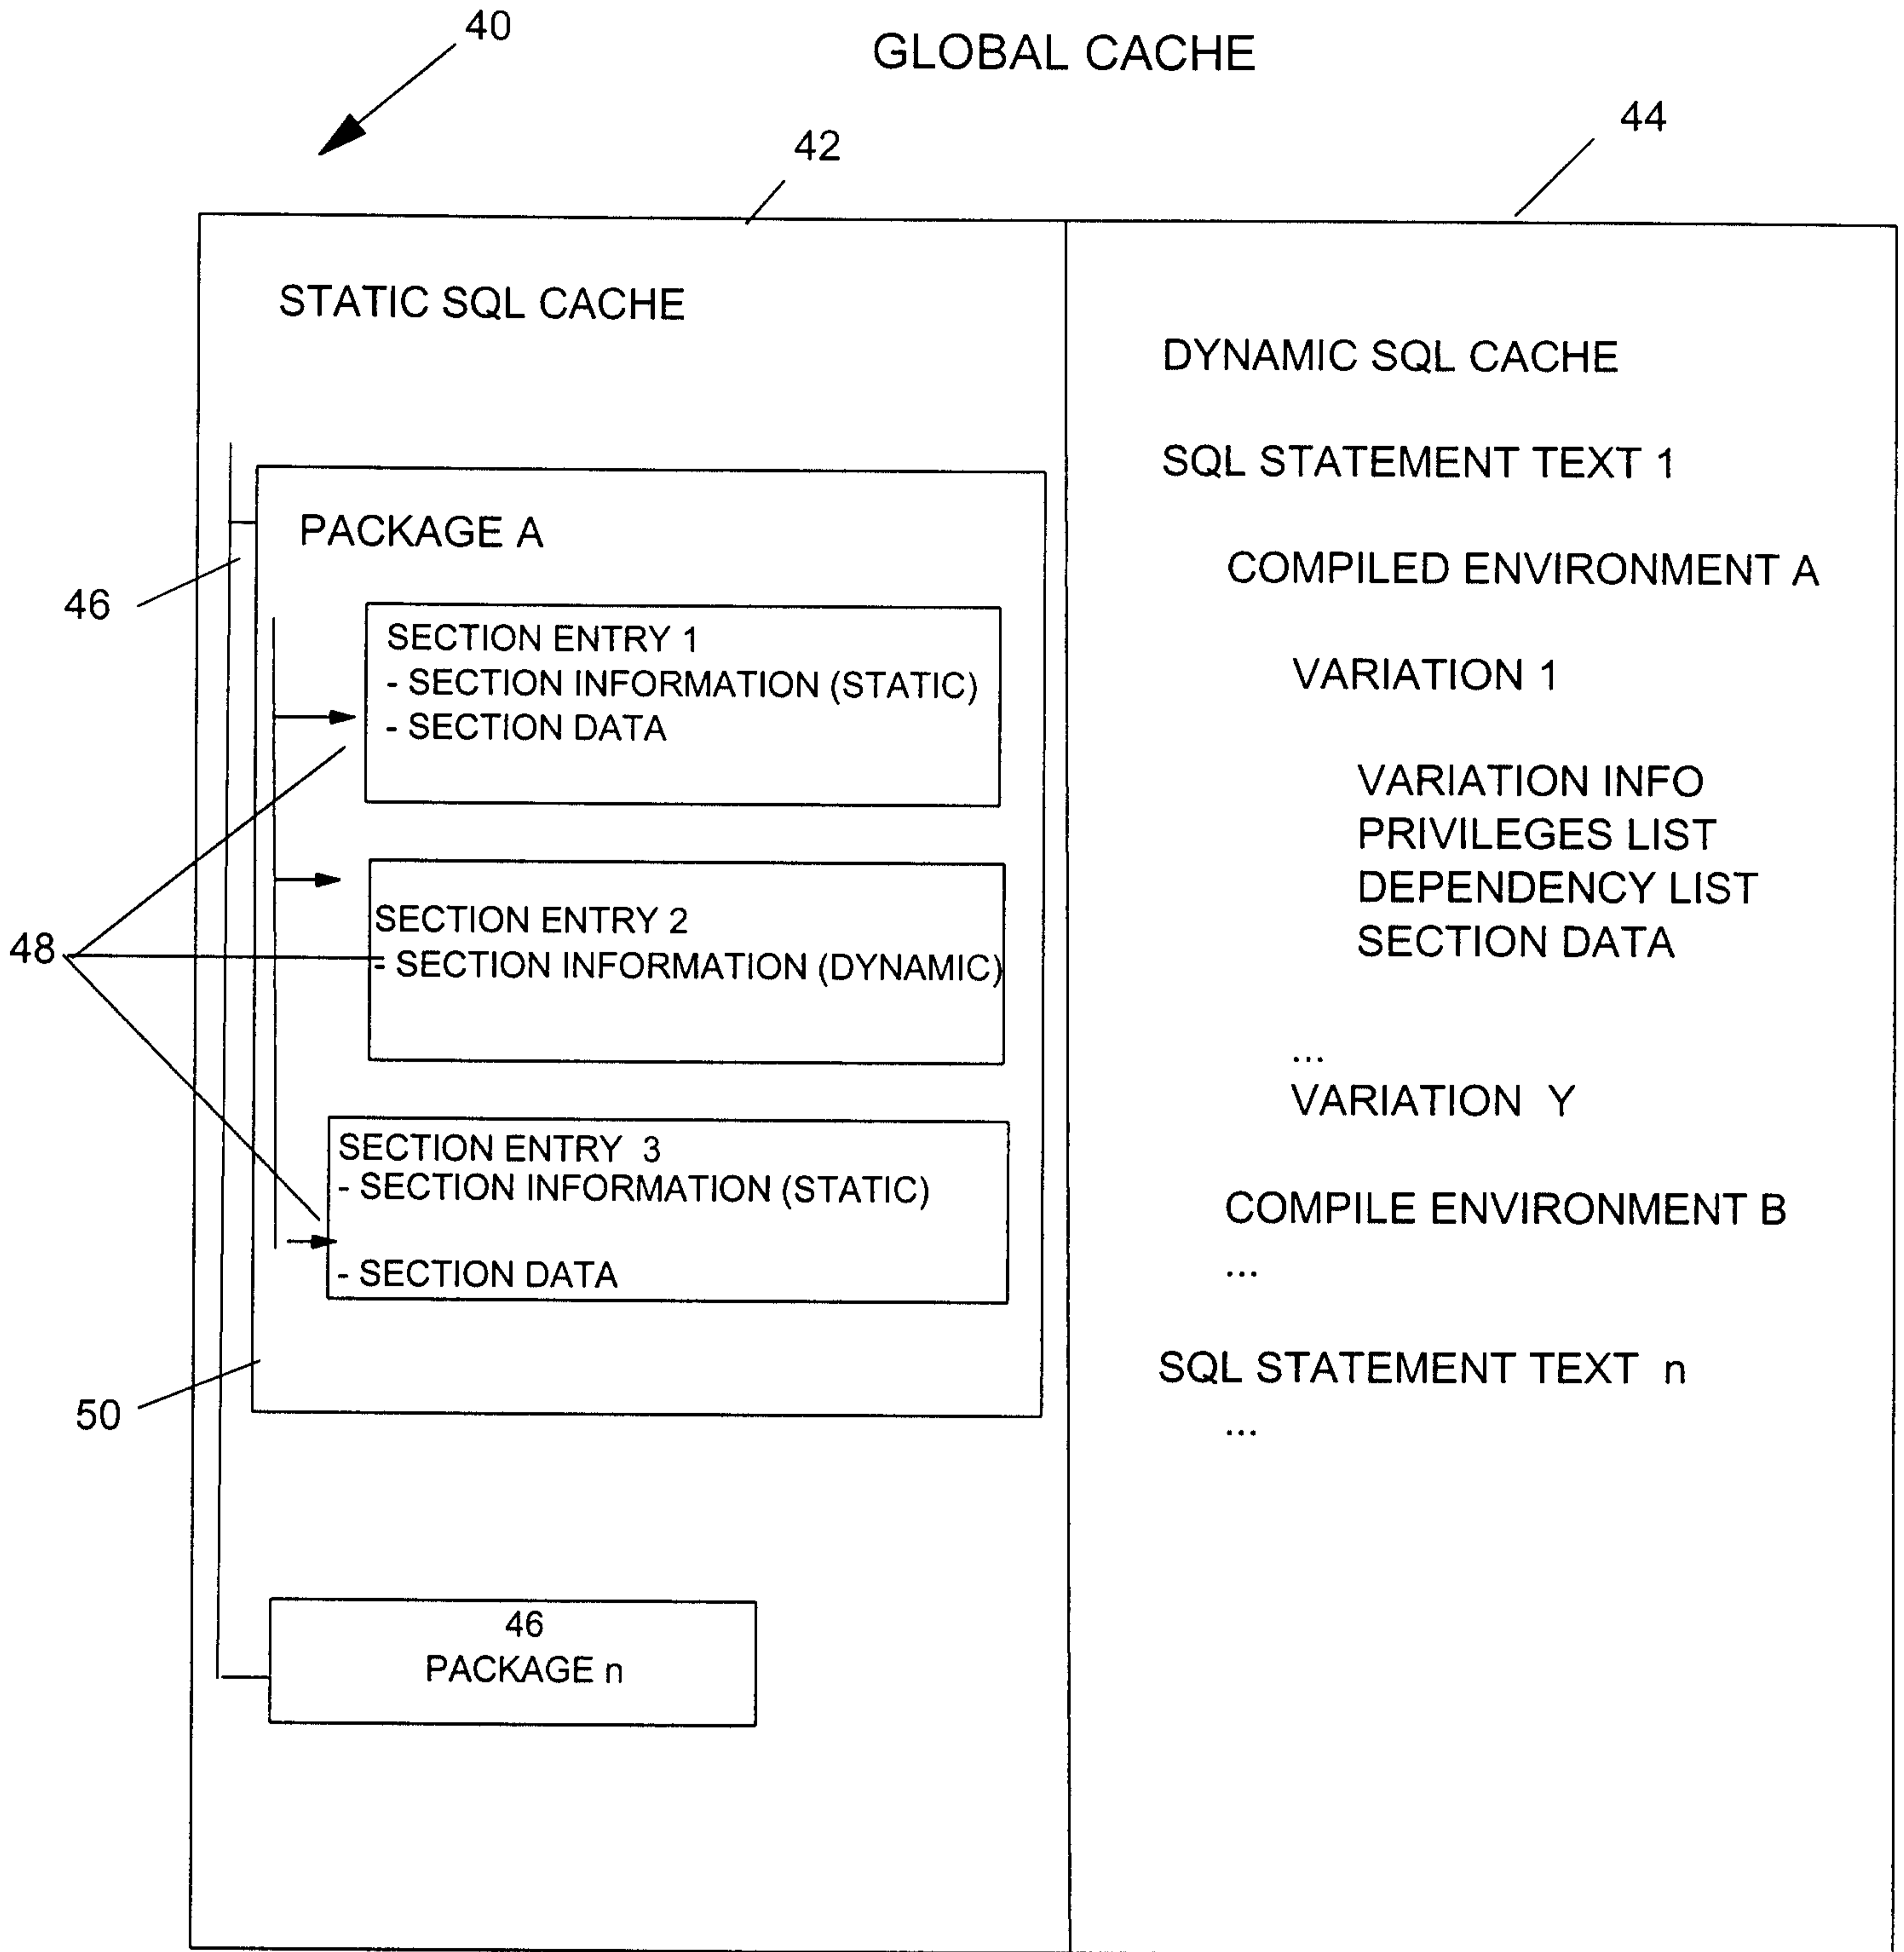 40
GLOBAL CACHE
42
44
STATIC SQL CACHE
PACKAGE A
46
SECTION ENTRY 1
- SECTION INFORMATION (STATIC)
- SECTION DATA
SECTION ENTRY 2
- SECTION INFORMATION (DYNAMIC)
48
SECTION ENTRY 3
- SECTION INFORMATION (STATIC)
- SECTION DATA
50
46
PACKAGE n
DYNAMIC SQL CACHE
SQL STATEMENT TEXT 1
COMPILED ENVIRONMENT A
VARIATION 1
VARIATION INFO
PRIVILEGES LIST
DEPENDENCY LIST
SECTION DATA
...
VARIATION Y
COMPILE ENVIRONMENT B
...
SQL STATEMENT TEXT n
...